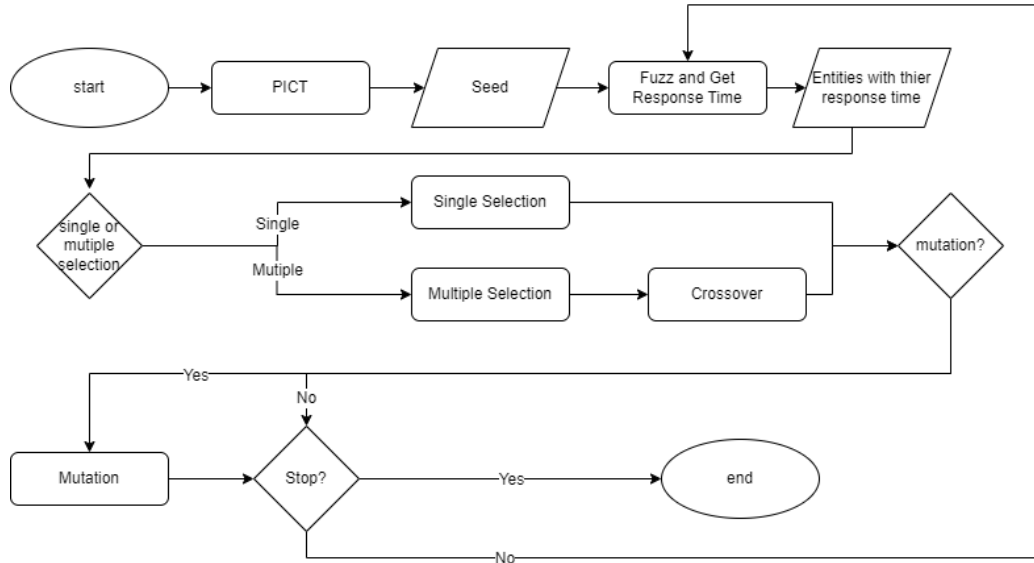 start
PICT
Seed
Fuzz and Get
Response Time
Entities with thier
response time
single or
mutiple
selection
Single
Mutiple
Single Selection
Multiple Selection
Crossover
mutation?
Yes
No
Mutation
Stop?
Yes
end
No